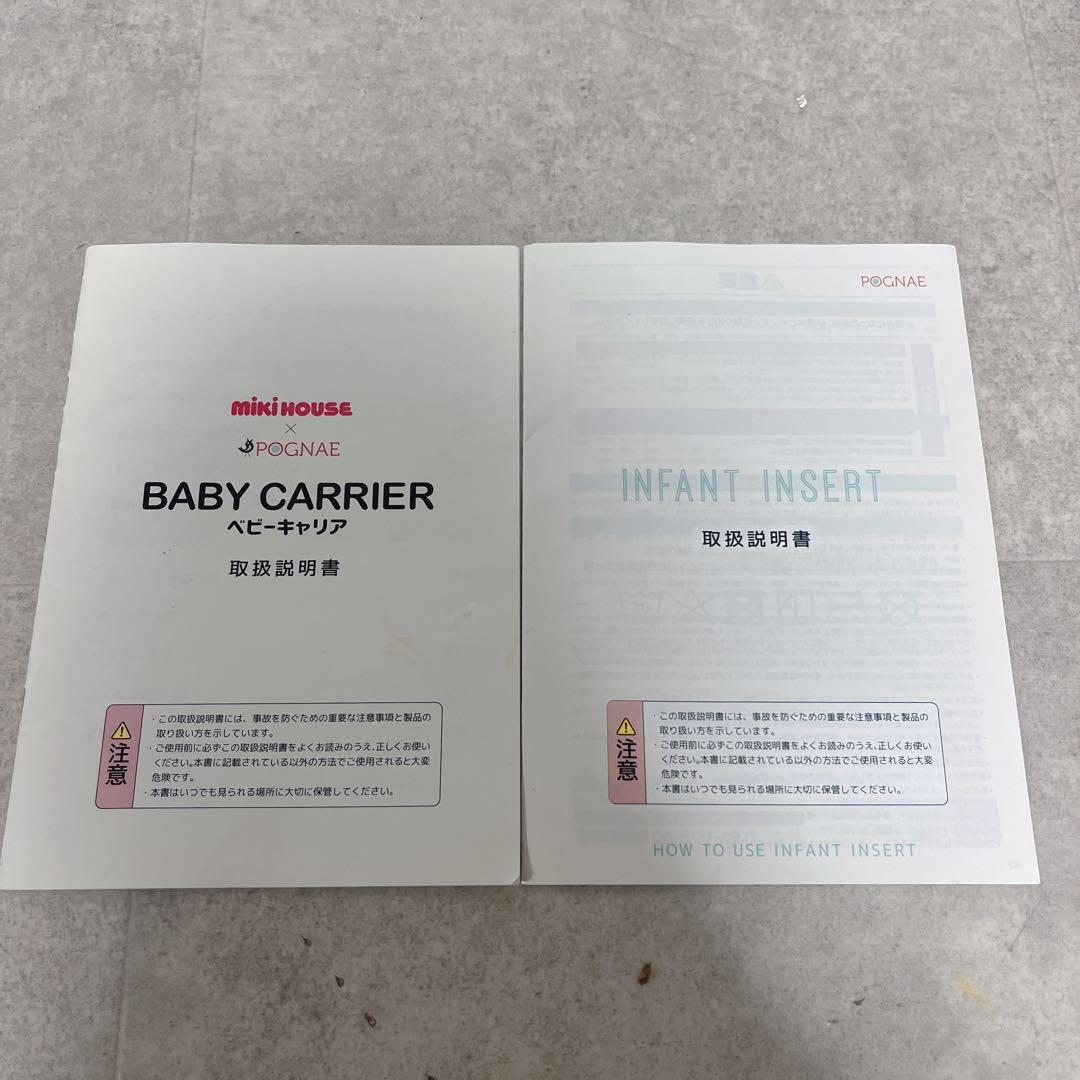 miki HOUSE
×
POGNAE
BABY CARRIER
ベビーキャリア
取扱説明書
注意
・この取扱説明書には、事故を防ぐための重要な注意事項と製品の
取り扱い方を示しています。
・ご使用前に必ずこの取扱説明書をよくお読みのうえ、正しくお使い
ください。本書に記載されている以外の方法でご使用されると大変
危険です。
・本書はいつでも見られる場所に大切に保管してください。
POGNAE
INFANT INSERT
取扱説明書
注意
・この取扱説明書には、事故を防ぐための重要な注意事項と製品の
取り扱い方を示しています。
・ご使用前に必ずこの取扱説明書をよくお読みのうえ、正しくお使い
ください。本書に記載されている以外の方法でご使用されると大変
危険です。
・本書はいつでも見られる場所に大切に保管してください。
HOW TO USE INFANT INSERT